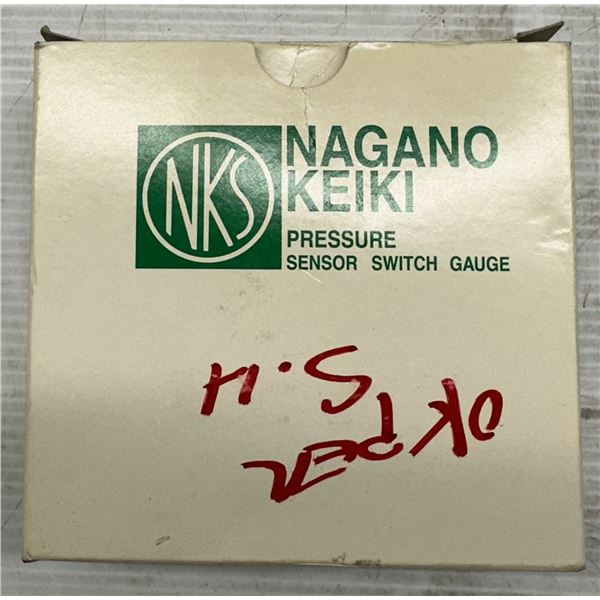 NKS
NAGANO
KEIKI
PRESSURE
SENSOR SWITCH GAUGE
OK PER
S.H